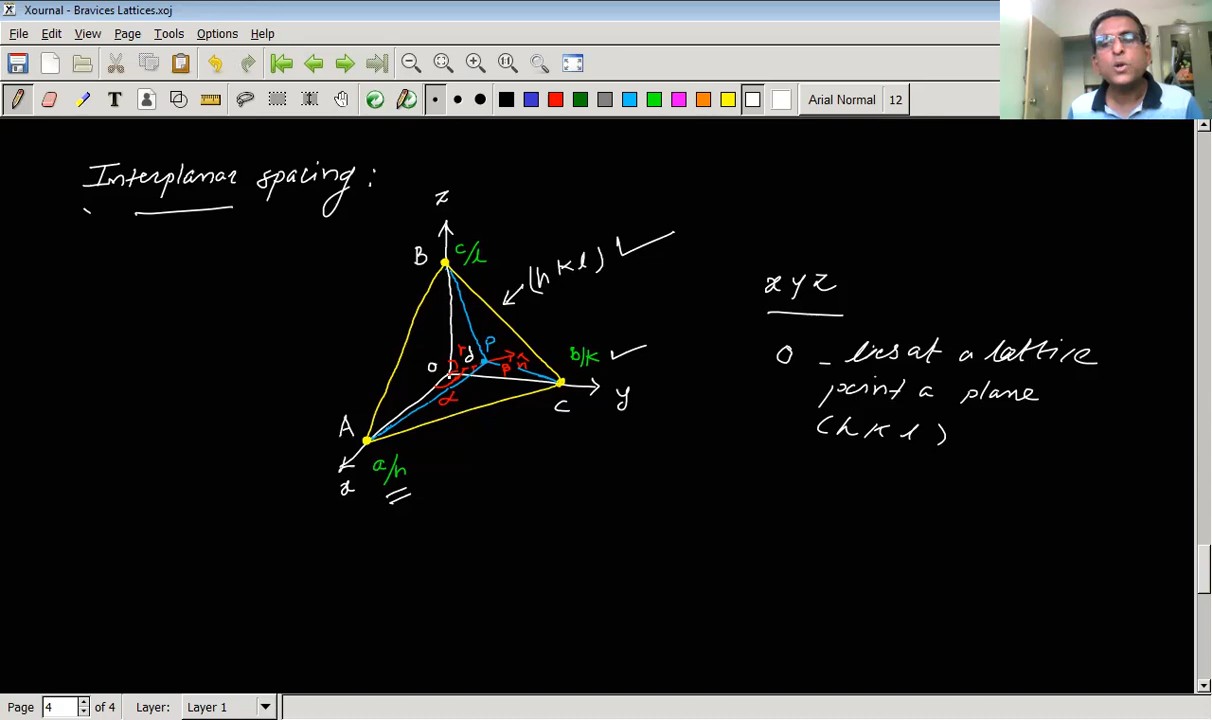 Xournal - Bravices Lattices.xoj
File Edit View Page Tools Options Help
T Arial Normal 12
Interplanar spacing:
z
B c/l
(h k l)
x y z
O - lies at a lattice
point a plane
(h k l)
P
b/k
O r d β n̂
α
C y
A
a/h
x
Page 4 of 4 Layer: Layer 1